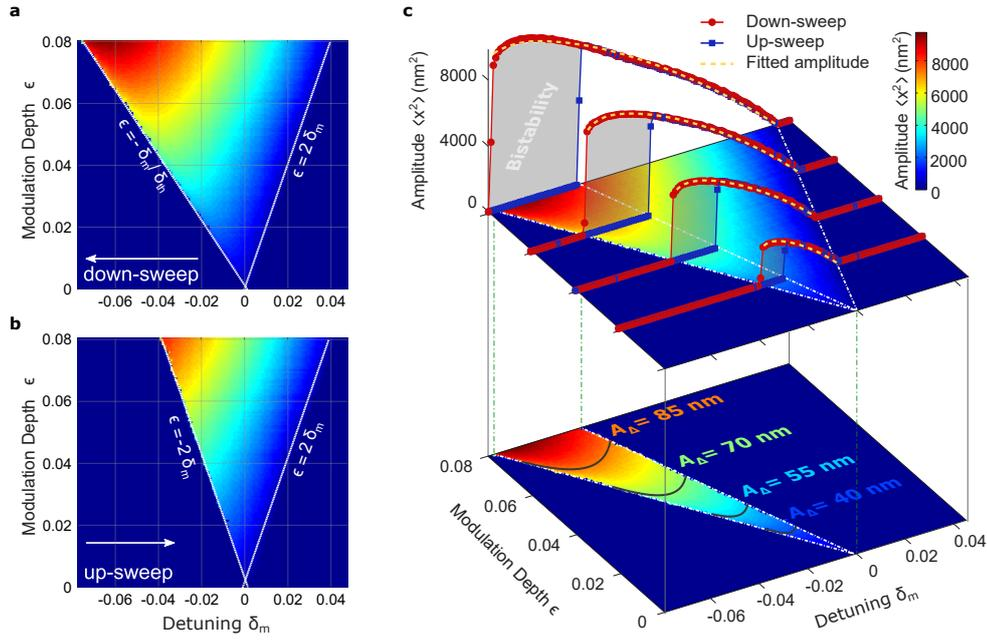 a
0.08
0.06
0.04
0.02
0
Modulation Depth ϵ
ϵ = - δm / δth
ϵ = 2 δm
down-sweep
-0.06 -0.04 -0.02 0 0.02 0.04
b
0.08
0.06
0.04
0.02
0
Modulation Depth ϵ
ϵ = -2 δm
ϵ = 2 δm
up-sweep
-0.06 -0.04 -0.02 0 0.02 0.04
Detuning δm
c
Down-sweep
Up-sweep
Fitted amplitude
Amplitude ⟨x²⟩ (nm²)
8000
4000
0
Bistability
Amplitude ⟨x²⟩ (nm²)
8000
6000
4000
2000
0
AΔ= 85 nm
AΔ= 70 nm
AΔ= 55 nm
AΔ= 40 nm
0.08
0.06
0.04
0.02
0
Modulation Depth ϵ
-0.06
-0.04
-0.02
0
0.02
0.04
Detuning δm